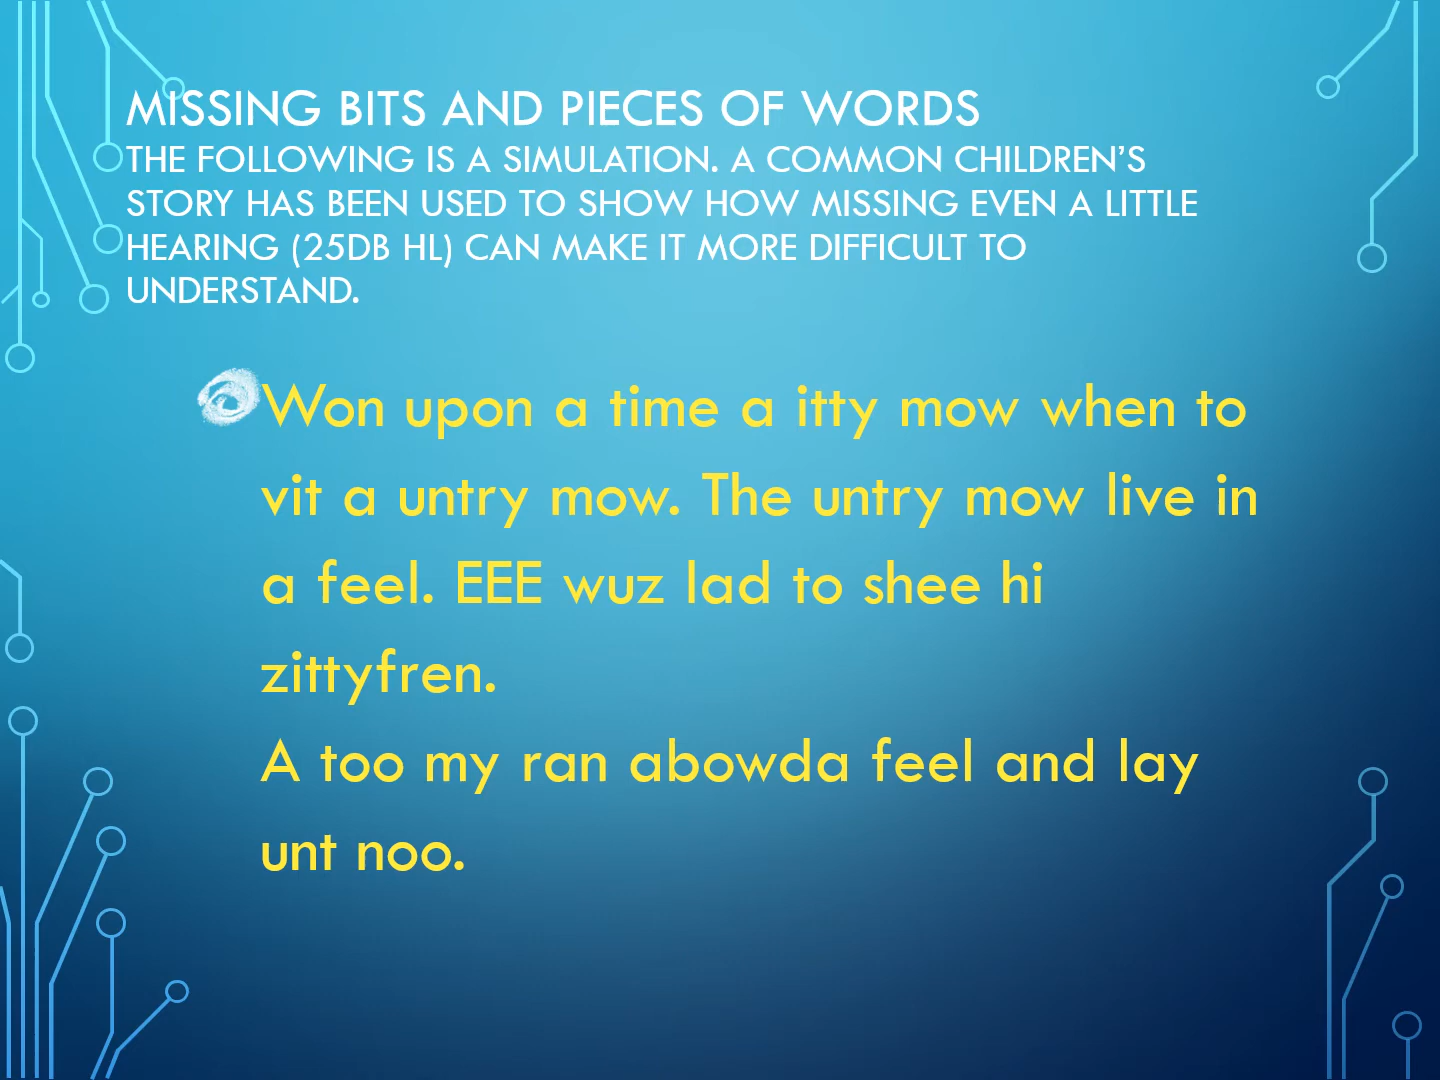 MISSING BITS AND PIECES OF WORDS
THE FOLLOWING IS A SIMULATION. A COMMON CHILDREN’S
STORY HAS BEEN USED TO SHOW HOW MISSING EVEN A LITTLE
HEARING (25DB HL) CAN MAKE IT MORE DIFFICULT TO
UNDERSTAND.
Won upon a time a itty mow when to
vit a untry mow. The untry mow live in
a feel. EEE wuz lad to shee hi
zittyfren.
A too my ran abowda feel and lay
unt noo.